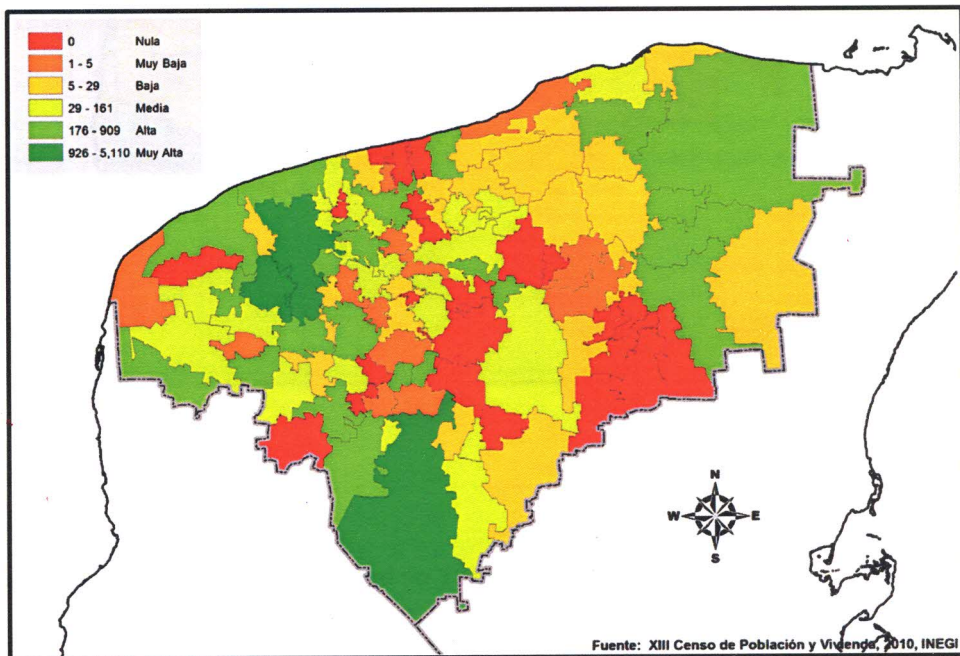 0 Nula
1 - 5 Muy Baja
5 - 29 Baja
29 - 161 Media
176 - 909 Alta
926 - 5,110 Muy Alta
N
W E
S
Fuente: XIII Censo de Población y Vivienda, 2010, INEGI